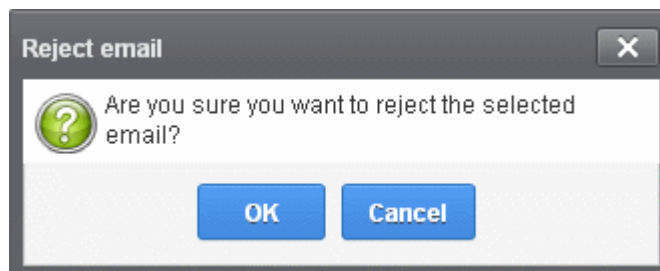 Reject email
Are you sure you want to reject the selected
email?
OK
Cancel